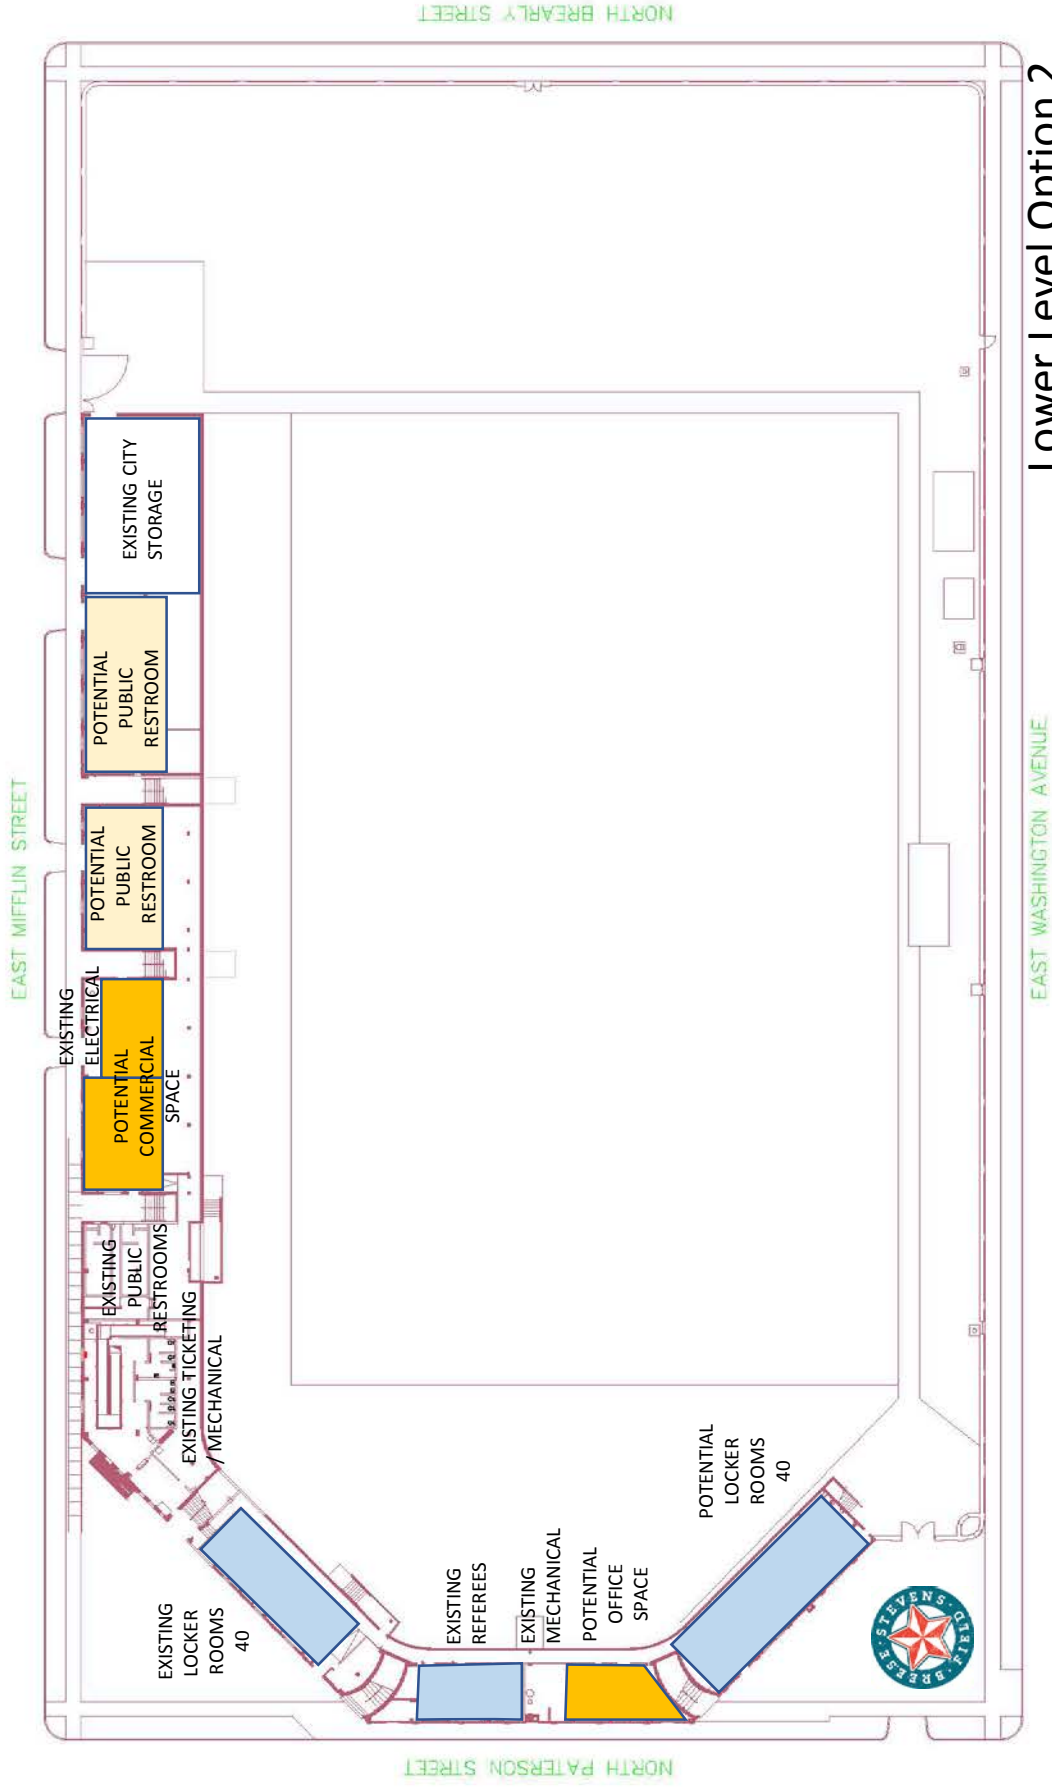 Lower Level Option 2
NORTH BREARLY STREET
EAST MIFFLIN STREET
EAST WASHINGTON AVENUE
NORTH PATERSON STREET
EXISTING
LOCKER
ROOMS
40
EXISTING TICKETING
/ MECHANICAL
EXISTING
PUBLIC
RESTROOMS
POTENTIAL
COMMERCIAL
SPACE
EXISTING
ELECTRICAL
POTENTIAL
PUBLIC
RESTROOM
POTENTIAL
PUBLIC
RESTROOM
EXISTING CITY
STORAGE
EXISTING
REFEREES
EXISTING
MECHANICAL
POTENTIAL
OFFICE
SPACE
POTENTIAL
LOCKER
ROOMS
40
BREESE · STEVENS · FIELD